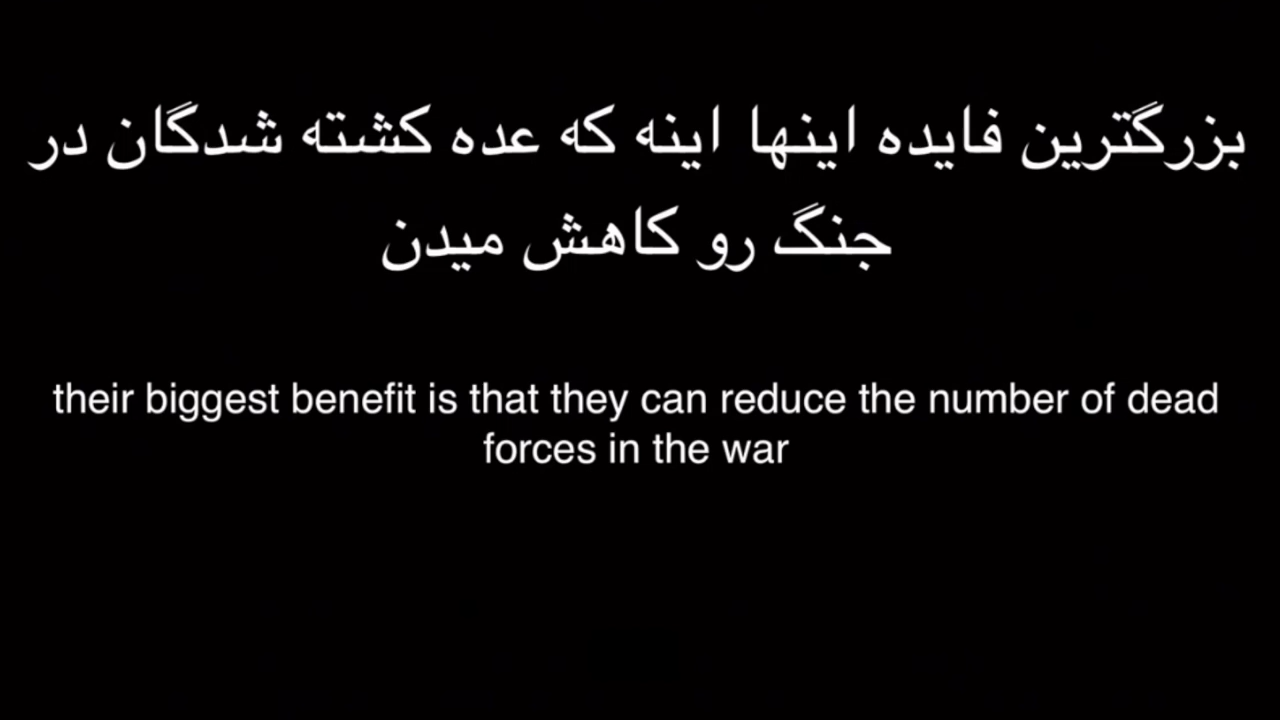 بزرگترین فایده اینها اینه که عده کشته شدگان در
جنگ رو کاهش میدن
their biggest benefit is that they can reduce the number of dead
forces in the war